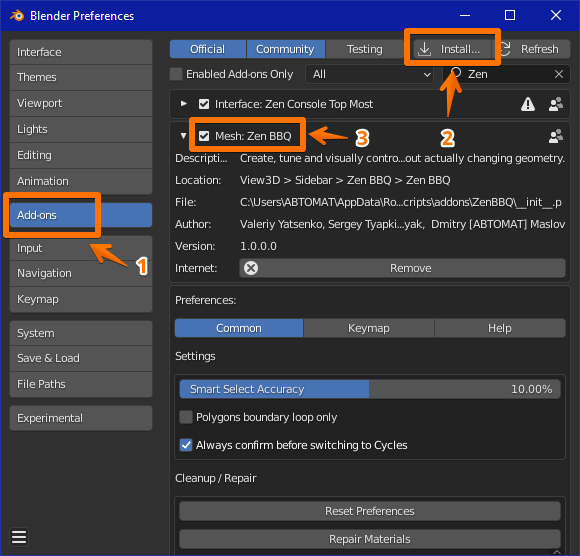 Blender Preferences
Interface
Themes
Viewport
Lights
Editing
Animation
Add-ons
1
Input
Navigation
Keymap
System
Save & Load
File Paths
Experimental
Official Community Testing Install... Refresh
Enabled Add-ons Only All Zen
2
Interface: Zen Console Top Most
Mesh: Zen BBQ 3
Descripti... Create, tune and visually contro...out actually changing geometry.
Location: View3D > Sidebar > Zen BBQ > Zen BBQ
File: C:\Users\ABTOMAT\AppData\Ro...cripts\addons\ZenBBQ\__init__.p
Author: Valeriy Yatsenko, Sergey Tyapki...yak, Dmitry [ABTOMAT] Maslov
Version: 1.0.0.0
Internet: Remove
Preferences:
Common Keymap Help
Settings
Smart Select Accuracy 10.00%
Polygons boundary loop only
Always confirm before switching to Cycles
Cleanup / Repair
Reset Preferences
Repair Materials